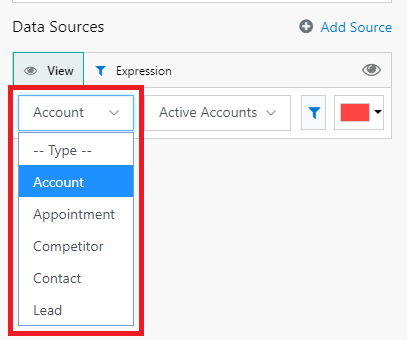 Data Sources Add Source
View Expression
Account Active Accounts
-- Type --
Account
Appointment
Competitor
Contact
Lead